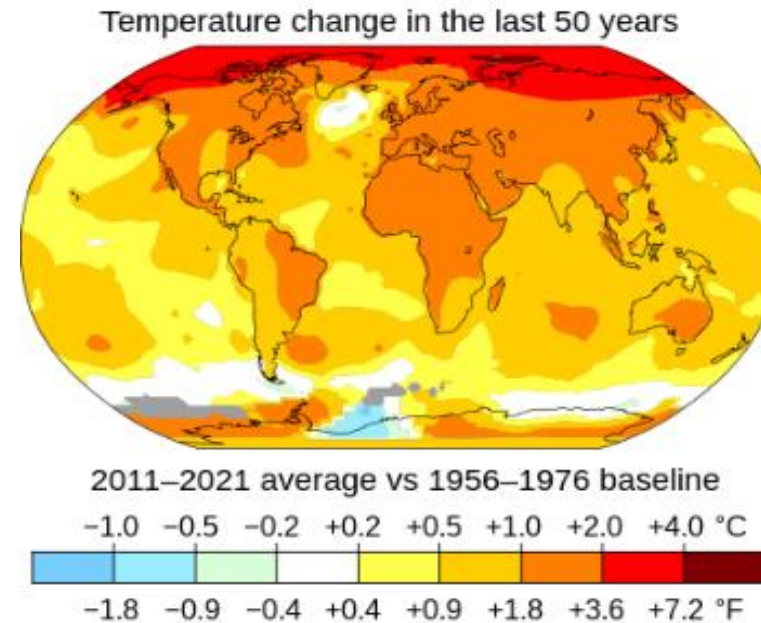 Temperature change in the last 50 years
2011–2021 average vs 1956–1976 baseline
−1.0 −0.5 −0.2 +0.2 +0.5 +1.0 +2.0 +4.0 °C
−1.8 −0.9 −0.4 +0.4 +0.9 +1.8 +3.6 +7.2 °F